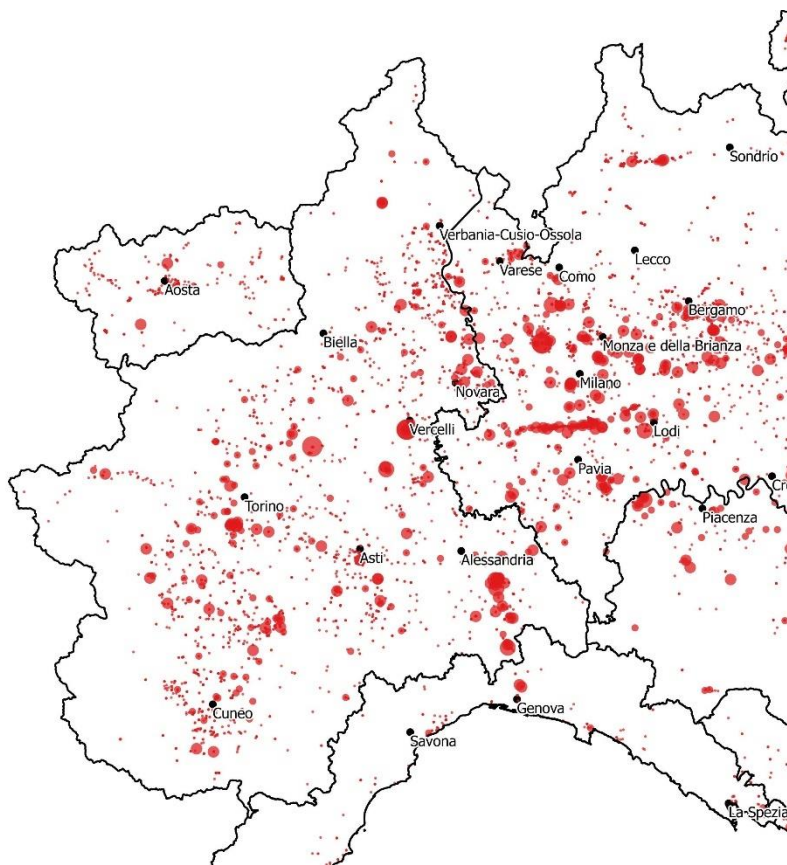 Sondrio
Verbania-Cusio-Ossola
Lecco
Varese
Como
Aosta
Bergamo
Biella
Monza e della Brianza
Milano
Novara
Vercelli
Lodi
Pavia
Cr
Torino
Piacenza
Asti
Alessandria
Cuneo
Genova
Savona
La Spezia